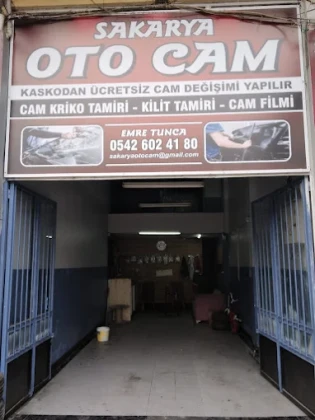 SAKARYA
OTO CAM
KASKODAN ÜCRETSİZ CAM DEĞİŞİMİ YAPILIR
CAM KRİKO TAMİRİ - KİLİT TAMİRİ - CAM FİLMİ
EMRE TUNCA
0542 602 41 80
sakaryaotocam@gmail.com